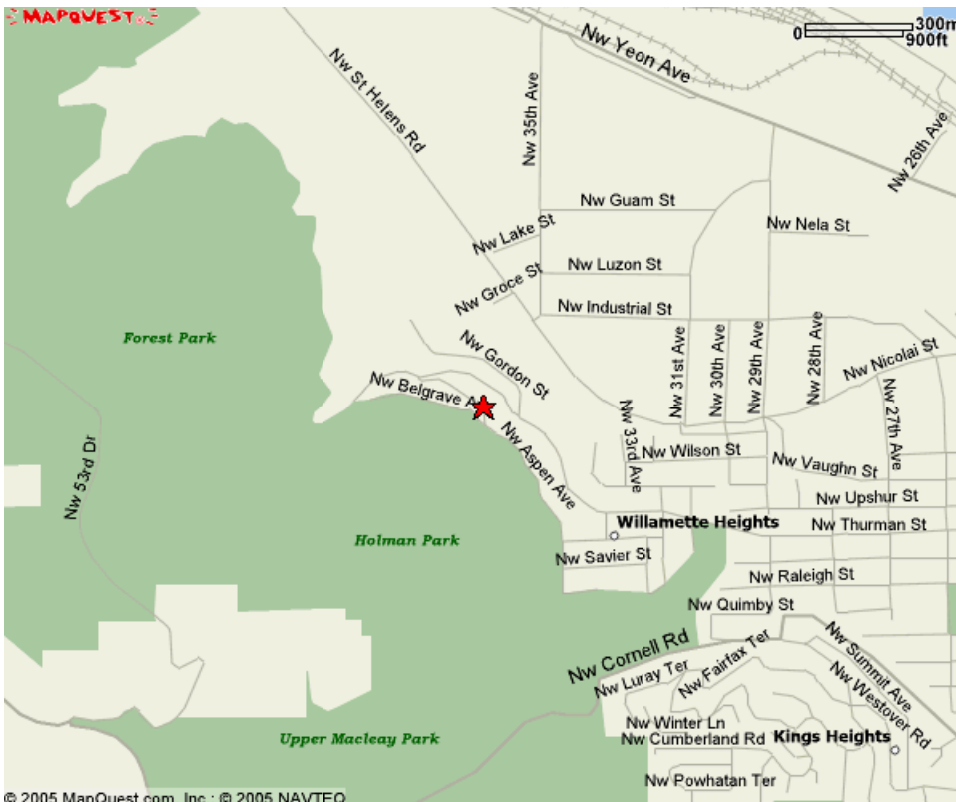 MAPQUEST
0 300m
900ft
Nw Yeon Ave
Nw St Helens Rd
Nw 35th Ave
Nw 26th Ave
Nw Guam St
Nw Lake St
Nw Nela St
Nw Luzon St
Nw Groce St
Nw Industrial St
Forest Park
Nw Gordon St
Nw 31st Ave
Nw 30th Ave
Nw 29th Ave
Nw 28th Ave
Nw Nicolai St
Nw Belgrave A
Nw 33rd Ave
Nw 27th Ave
Nw Aspen Ave
Nw Wilson St
Nw Vaughn St
Nw 53rd Dr
Nw Upshur St
Willamette Heights
Nw Thurman St
Holman Park
Nw Savier St
Nw Raleigh St
Nw Quimby St
Nw Cornell Rd
Nw Fairfax Ter
Nw Summit Ave
Nw Luray Ter
Nw Westover Rd
Nw Winter Ln
Upper Macleay Park
Nw Cumberland Rd
Kings Heights
Nw Powhatan Ter
© 2005 MapQuest.com, Inc.; © 2005 NAVTEQ